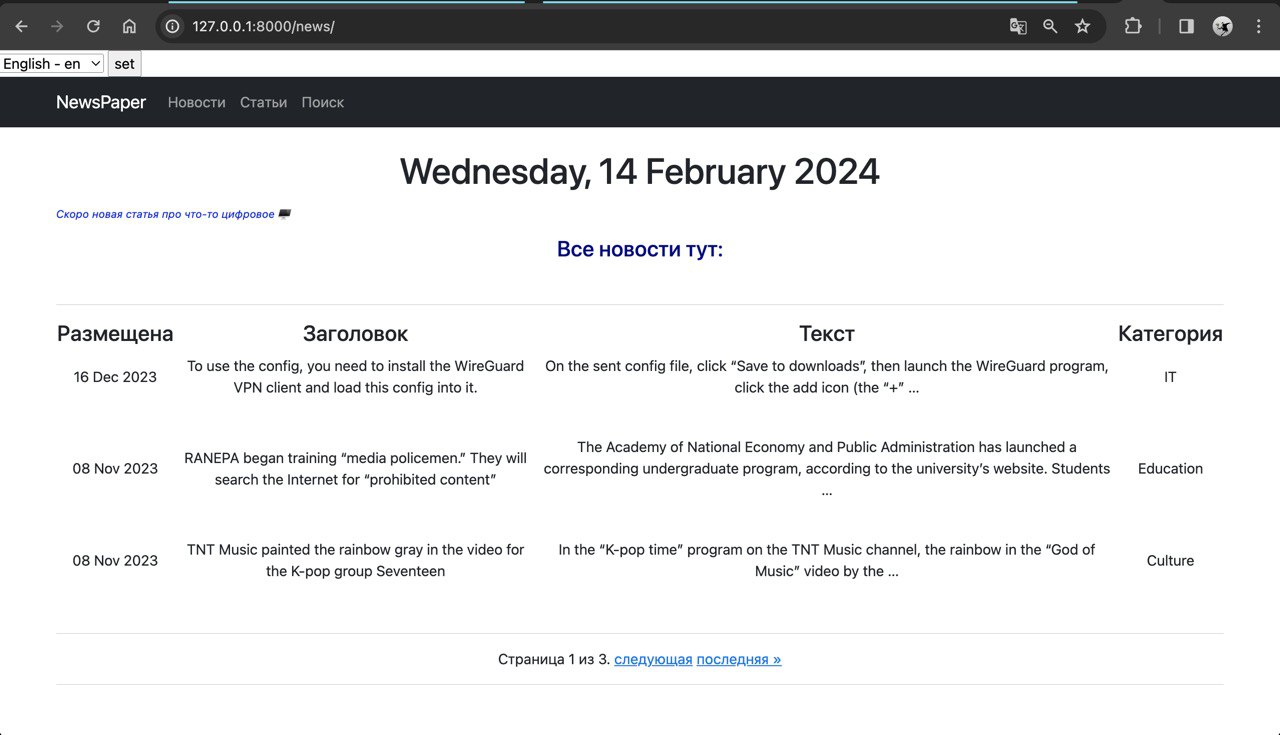 127.0.0.1:8000/news/
English - en set
NewsPaper Новости Статьи Поиск
Wednesday, 14 February 2024
Скоро новая статья про что-то цифровое
Все новости тут:
Размещена Заголовок Текст Категория
16 Dec 2023
To use the config, you need to install the WireGuard
VPN client and load this config into it.
On the sent config file, click “Save to downloads”, then launch the WireGuard program,
click the add icon (the “+” ...
IT
08 Nov 2023
RANEPA began training “media policemen.” They will
search the Internet for “prohibited content”
The Academy of National Economy and Public Administration has launched a
corresponding undergraduate program, according to the university’s website. Students
...
Education
08 Nov 2023
TNT Music painted the rainbow gray in the video for
the K-pop group Seventeen
In the “K-pop time” program on the TNT Music channel, the rainbow in the “God of
Music” video by the ...
Culture
Страница 1 из 3. следующая последняя »